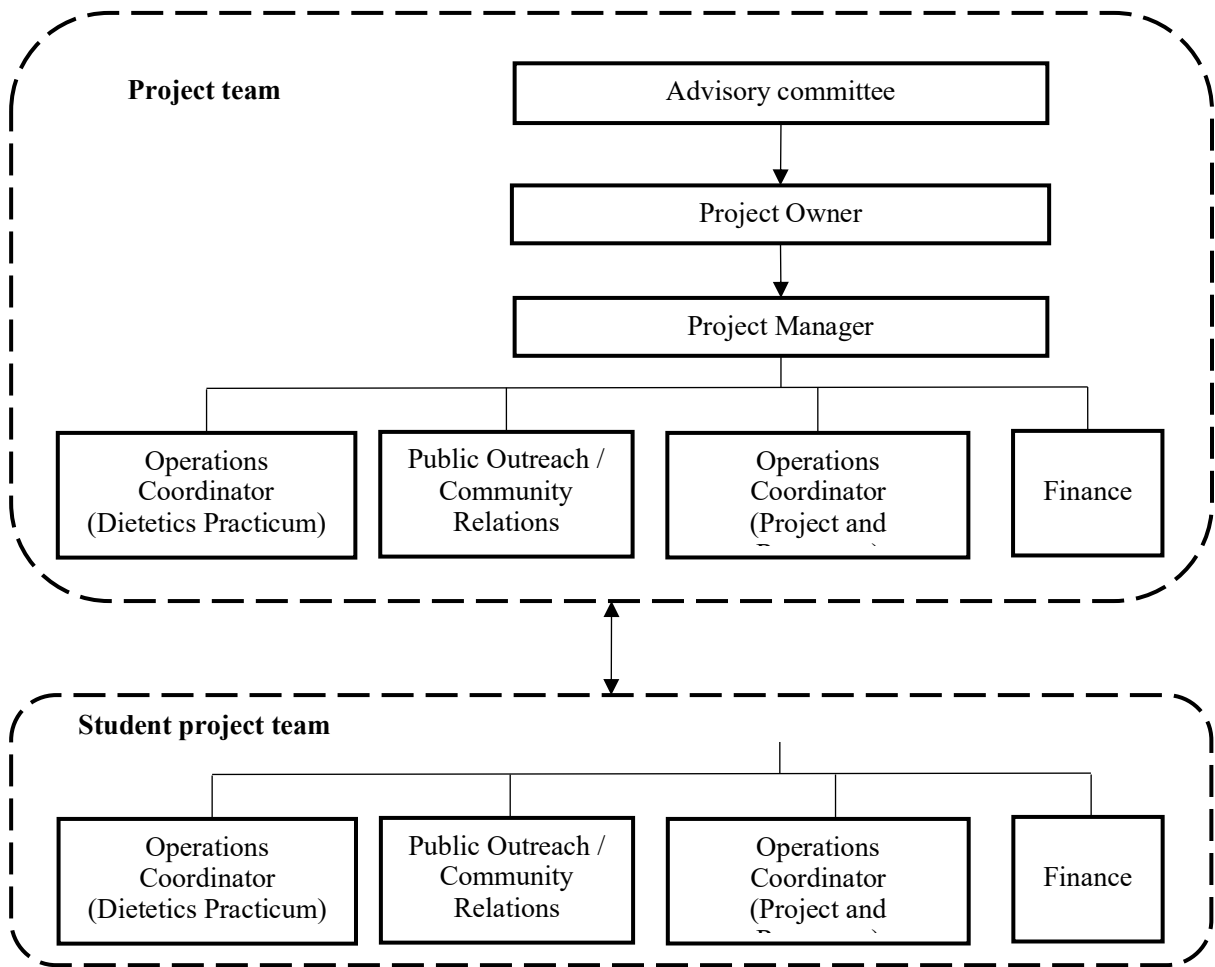 Project team
Advisory committee
Project Owner
Project Manager
Operations
Coordinator
(Dietetics Practicum)
Public Outreach /
Community
Relations
Operations
Coordinator
(Project and
Finance
Student project team
Operations
Coordinator
(Dietetics Practicum)
Public Outreach /
Community
Relations
Operations
Coordinator
(Project and
Finance